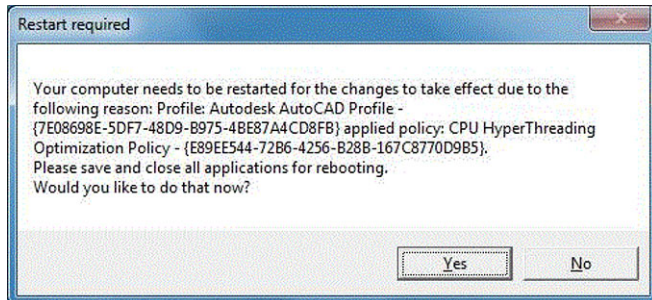 Restart required
Your computer needs to be restarted for the changes to take effect due to the
following reason: Profile: Autodesk AutoCAD Profile -
{7E08698E-5DF7-48D9-B975-4BE87A4CD8FB} applied policy: CPU HyperThreading
Optimization Policy - {E89EE544-72B6-4256-B28B-167C8770D9B5}.
Please save and close all applications for rebooting.
Would you like to do that now?
Yes No